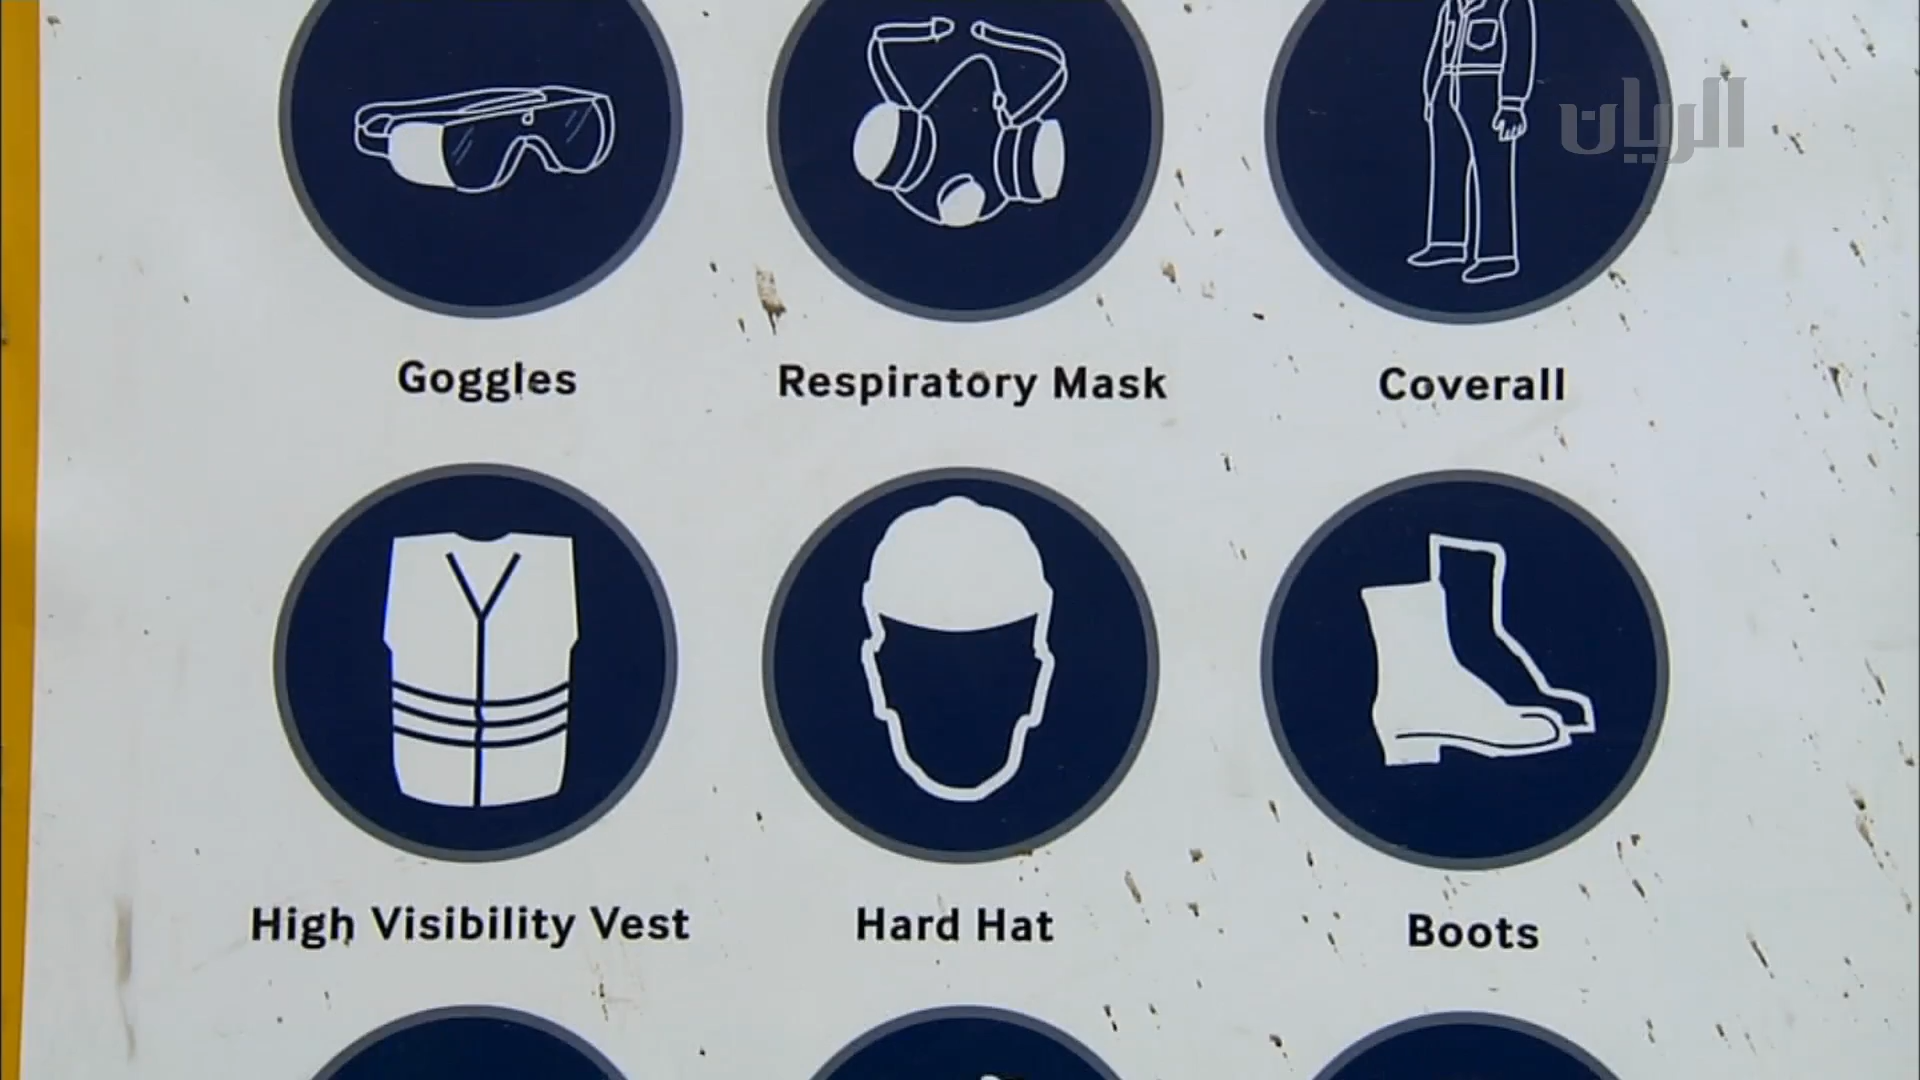 الريان
Goggles
Respiratory Mask
Coverall
High Visibility Vest
Hard Hat
Boots